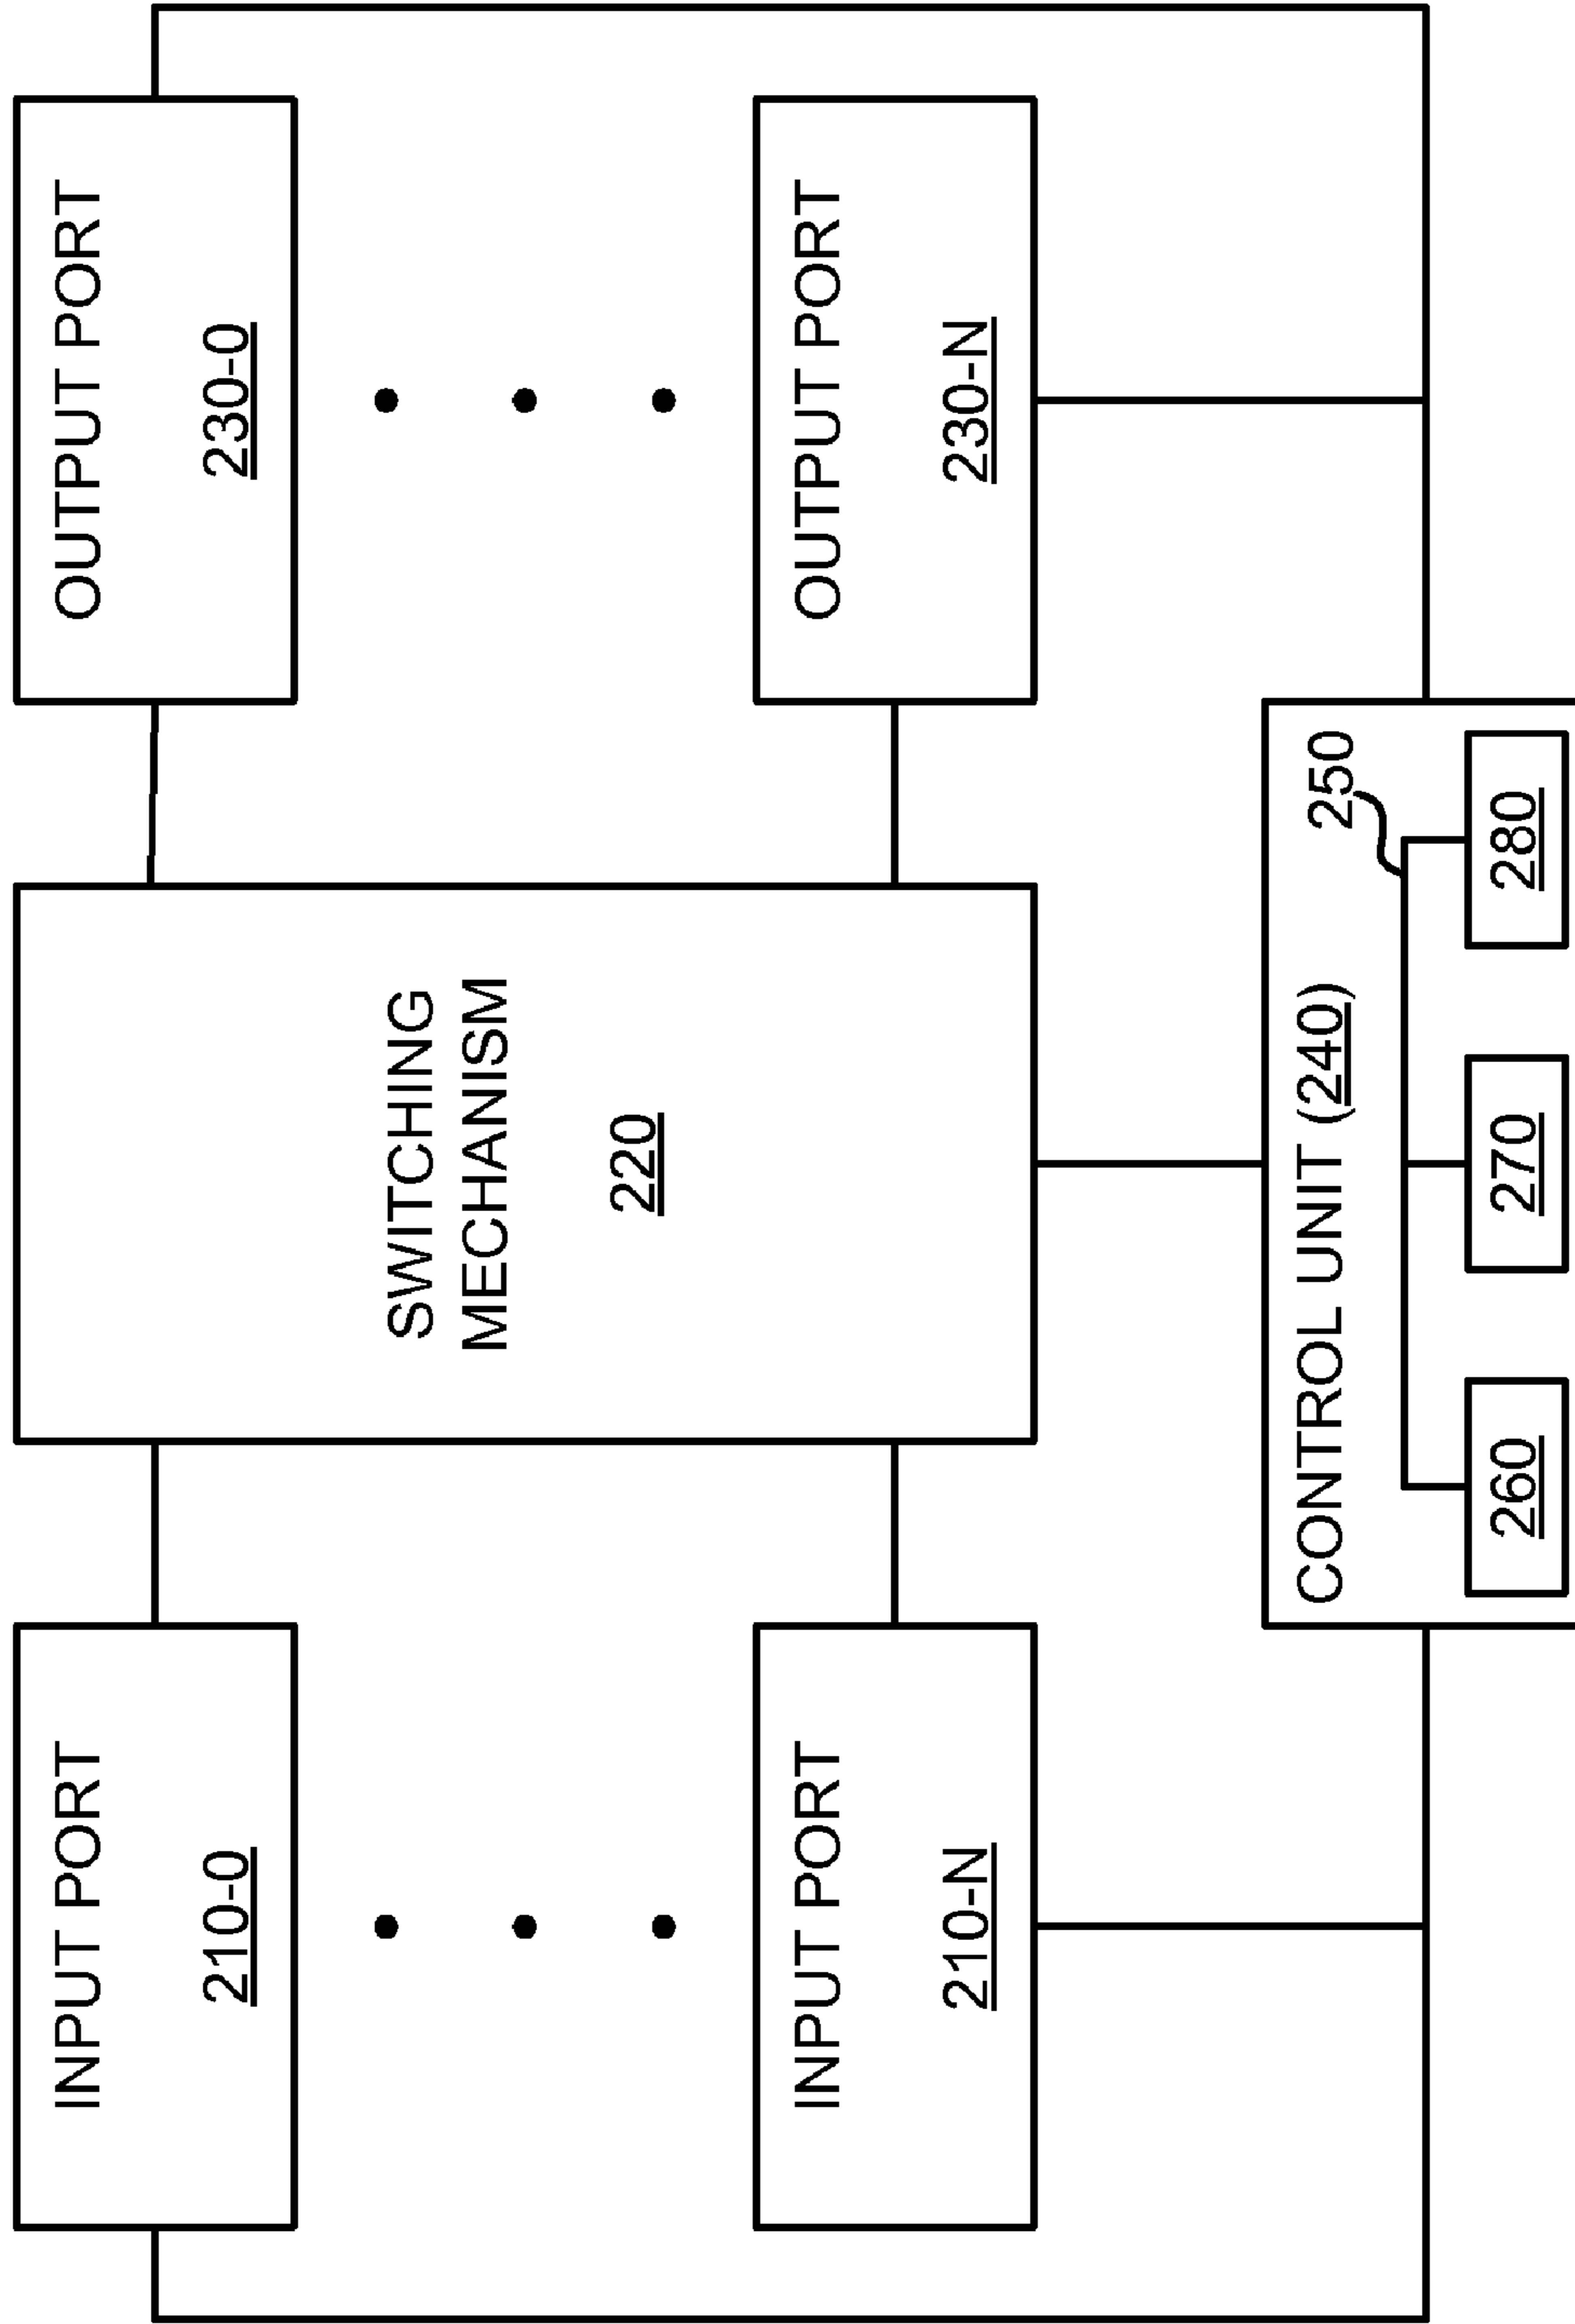 INPUT PORT
210-0
INPUT PORT
210-N
SWITCHING
MECHANISM
220
OUTPUT PORT
230-0
OUTPUT PORT
230-N
CONTROL UNIT (240)
250
260
270
280